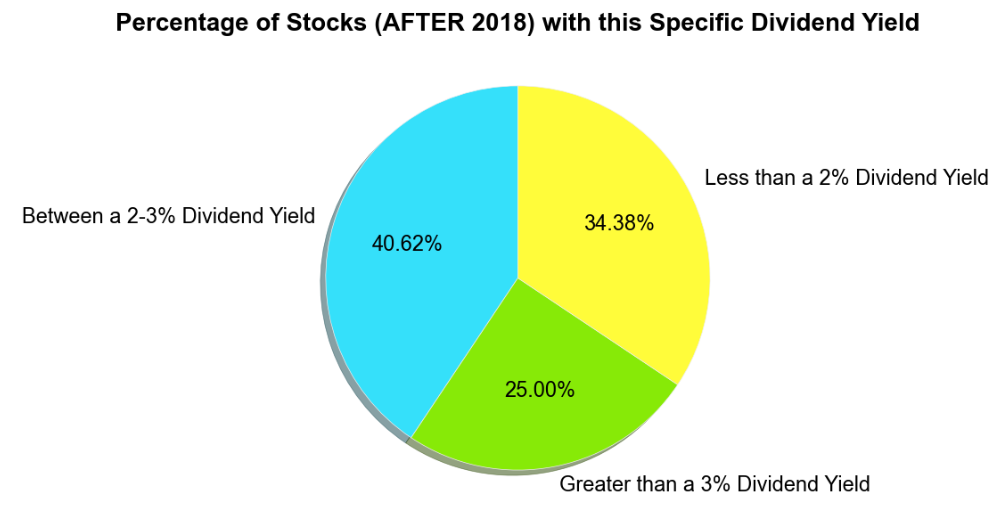 Percentage of Stocks (AFTER 2018) with this Specific Dividend Yield
Less than a 2% Dividend Yield
Between a 2-3% Dividend Yield
34.38%
40.62%
25.00%
Greater than a 3% Dividend Yield